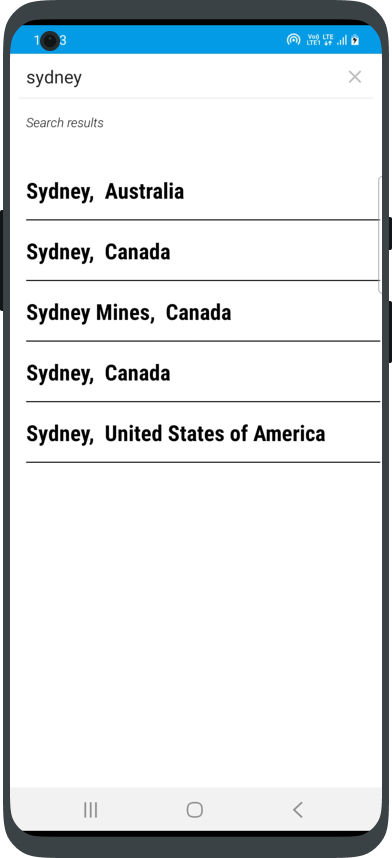 sydney
Search results
Sydney, Australia
Sydney, Canada
Sydney Mines, Canada
Sydney, Canada
Sydney, United States of America